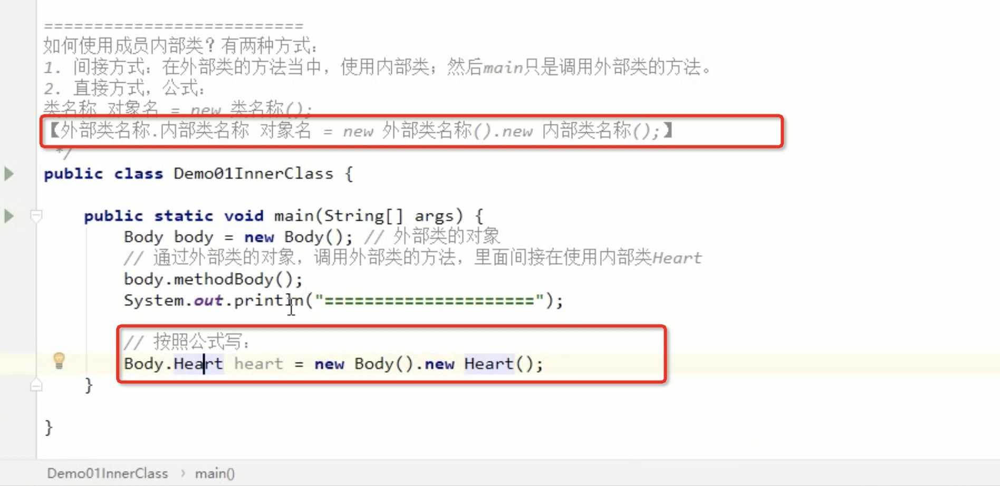 ==========================
如何使用成员内部类？有两种方式：
1. 间接方式：在外部类的方法当中，使用内部类；然后main只是调用外部类的方法。
2. 直接方式，公式：
类名称 对象名 = new 类名称();
【外部类名称.内部类名称 对象名 = new 外部类名称().new 内部类名称();】
*/
public class Demo01InnerClass {
public static void main(String[] args) {
Body body = new Body(); // 外部类的对象
// 通过外部类的对象，调用外部类的方法，里面间接在使用内部类Heart
body.methodBody();
System.out.println("=====================");
// 按照公式写：
Body.Heart heart = new Body().new Heart();
}
}
Demo01InnerClass › main()